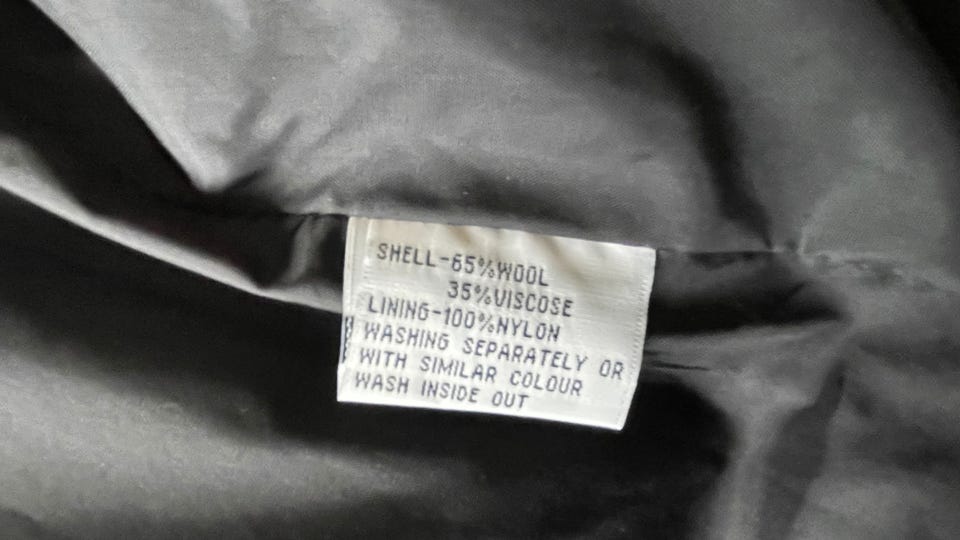 SHELL-65%WOOL
35%VISCOSE
LINING-100%NYLON
WASHING SEPARATELY OR
WITH SIMILAR COLOUR
WASH INSIDE OUT